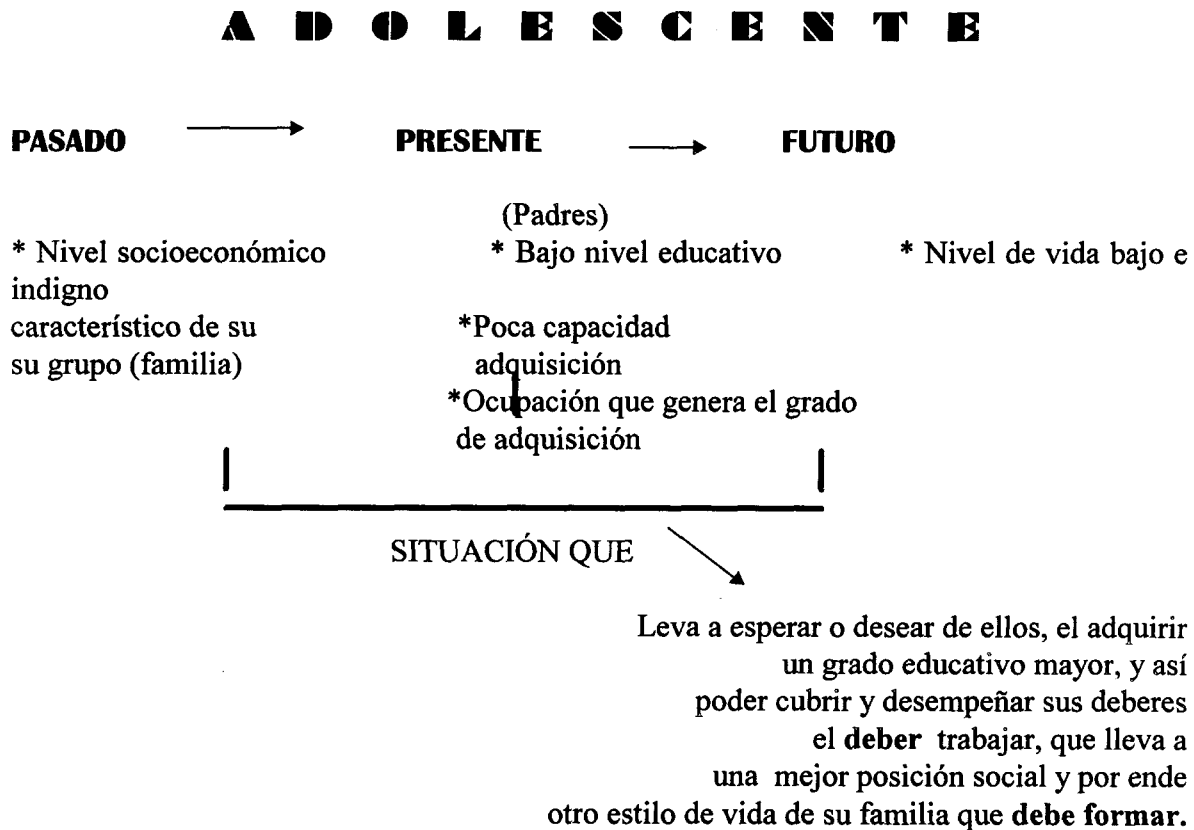 ADOLESCENTE
PASADO PRESENTE FUTURO
(Padres)
* Nivel socioeconómico * Bajo nivel educativo * Nivel de vida bajo e
indigno
característico de su *Poca capacidad
su grupo (familia) adquisición
*Ocupación que genera el grado
de adquisición
SITUACIÓN QUE
Leva a esperar o desear de ellos, el adquirir
un grado educativo mayor, y así
poder cubrir y desempeñar sus deberes
el deber trabajar, que lleva a
una mejor posición social y por ende
otro estilo de vida de su familia que debe formar.